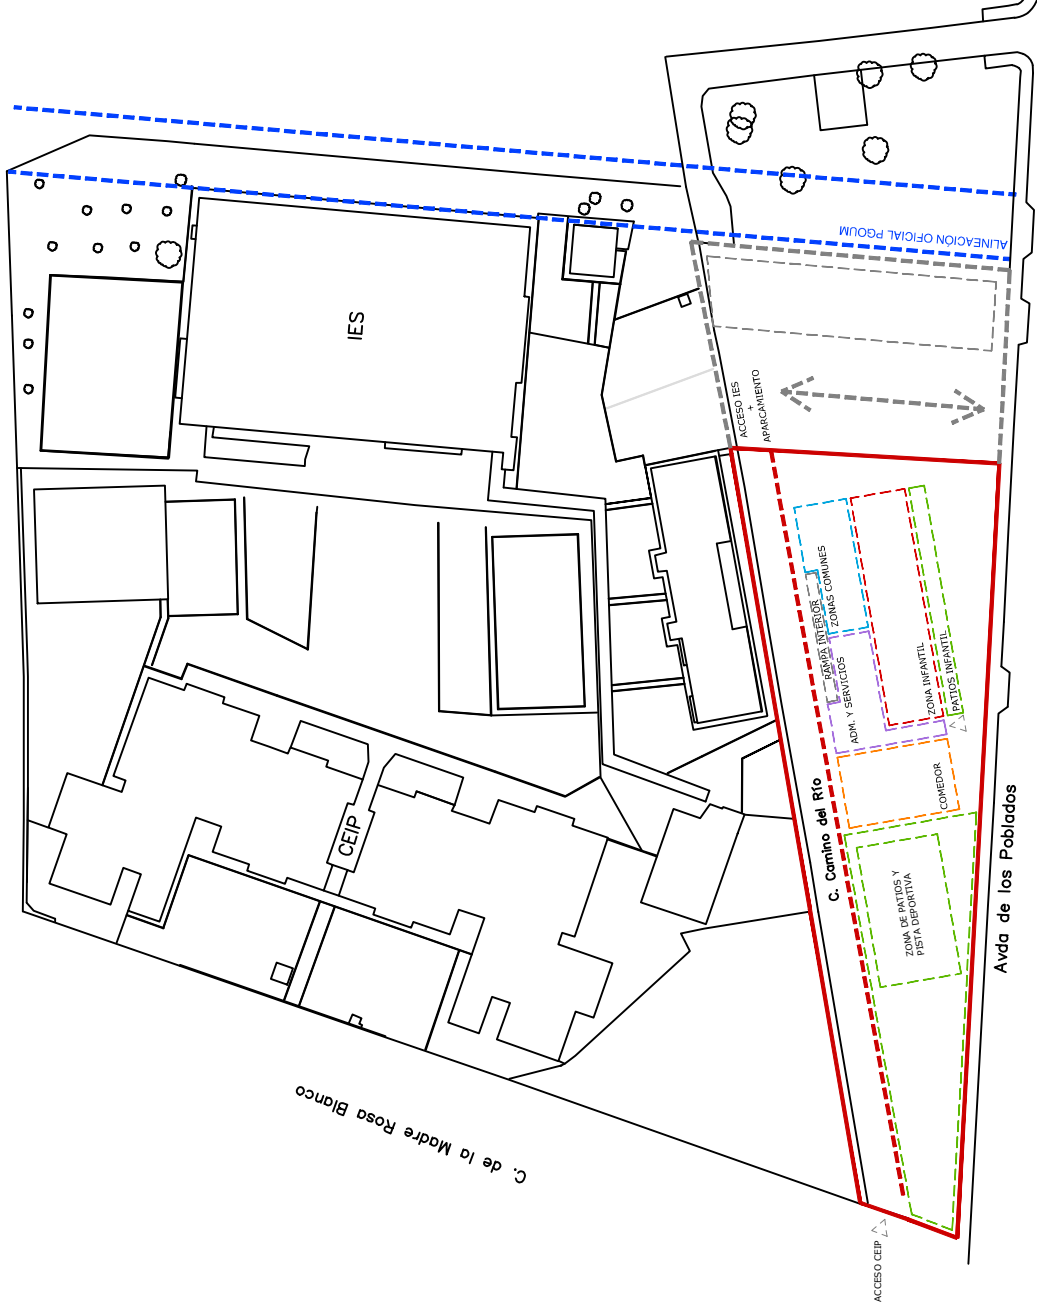 ALINEACIÓN OFICIAL PGOUM
IES
ACCESO IES
+
APARCAMIENTO
ZONAS COMUNES
RAMPA INTERIOR
ADM. Y SERVICIOS
ZONA INFANTIL
PATIOS INFANTIL
COMEDOR
C. Camino del Río
CEIP
ZONA DE PATIOS Y
PISTA DEPORTIVA
Avda de los Poblados
C. de la Madre Rosa Blanco
ACCESO CEIP